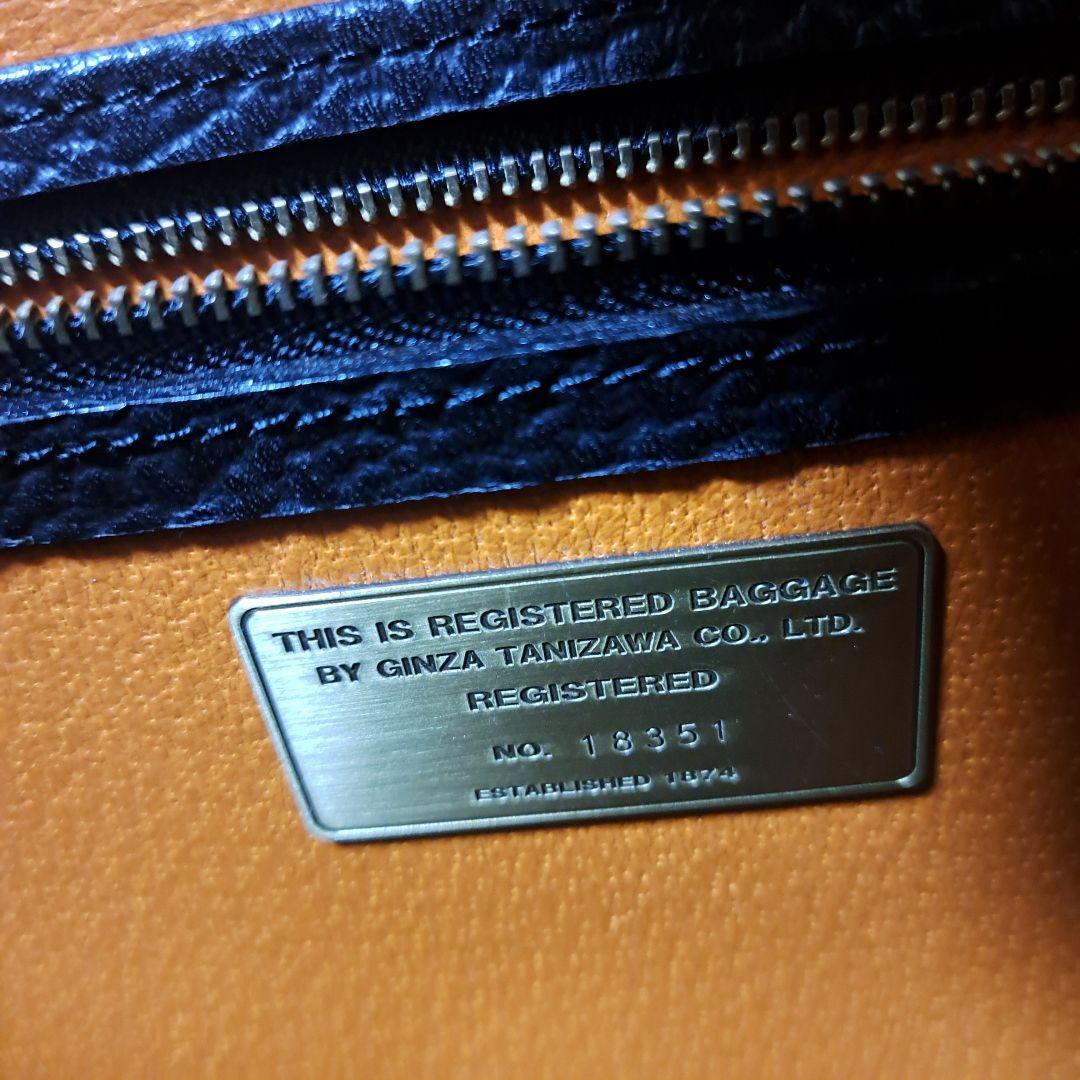 THIS IS REGISTERED BAGGAGE
BY GINZA TANIZAWA CO., LTD.
REGISTERED
NO. 18351
ESTABLISHED 1874